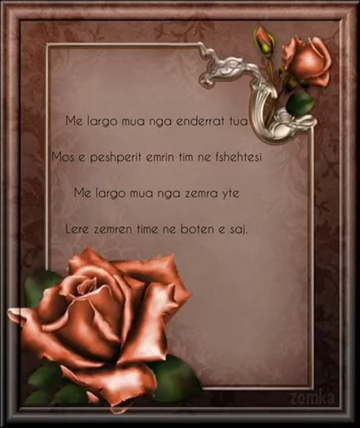 Me largo mua nga enderrat tua
Mos e peshperit emrin tim ne fshehtesi
Me largo mua nga zemra yte
Lere zemren time ne boten e saj.
zomka